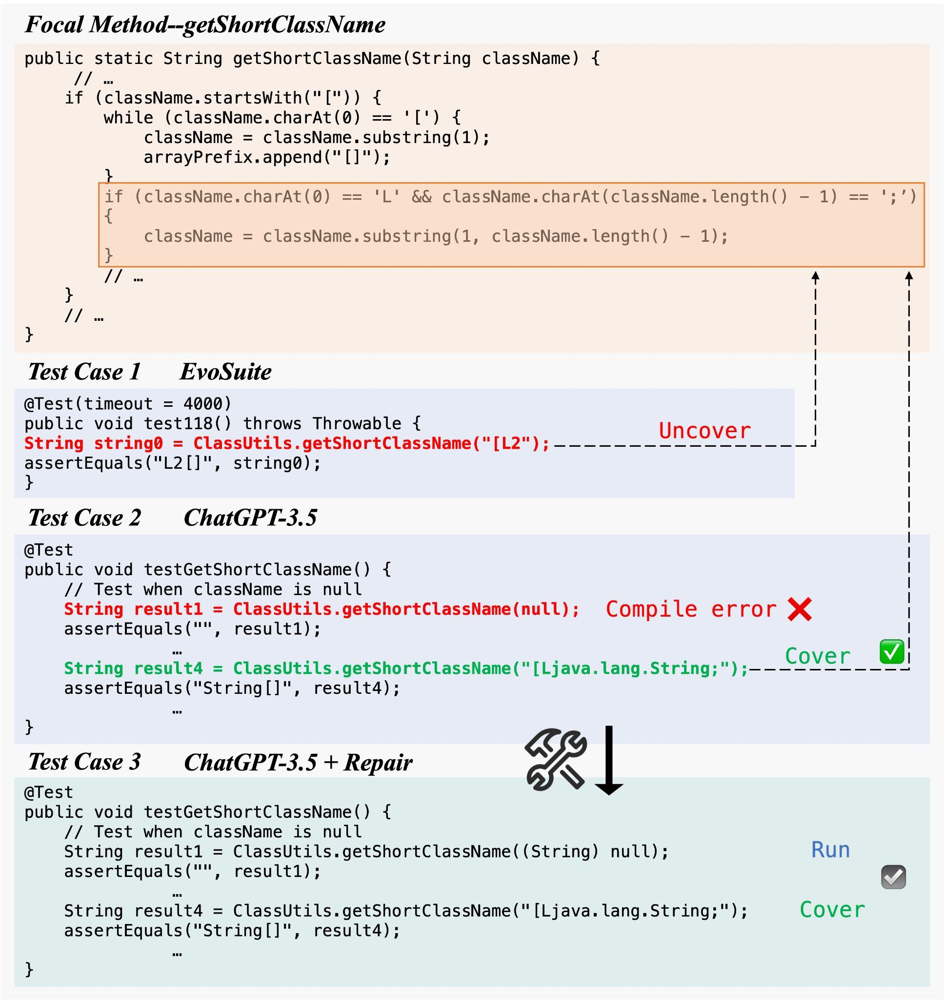 Focal Method--getShortClassName
public static String getShortClassName(String className) {
// …
if (className.startsWith("[")) {
while (className.charAt(0) == '[') {
className = className.substring(1);
arrayPrefix.append("[]");
}
if (className.charAt(0) == 'L' && className.charAt(className.length() - 1) == ';’)
{
className = className.substring(1, className.length() - 1);
}
// …
}
// …
}
Test Case 1 EvoSuite
@Test(timeout = 4000)
public void test118() throws Throwable {
String string0 = ClassUtils.getShortClassName("[L2"); Uncover
assertEquals("L2[]", string0);
}
Test Case 2 ChatGPT-3.5
@Test
public void testGetShortClassName() {
// Test when className is null
String result1 = ClassUtils.getShortClassName(null); Compile error
assertEquals("", result1);
…
String result4 = ClassUtils.getShortClassName("[Ljava.lang.String;"); Cover
assertEquals("String[]", result4);
…
}
Test Case 3 ChatGPT-3.5 + Repair
@Test
public void testGetShortClassName() {
// Test when className is null
String result1 = ClassUtils.getShortClassName((String) null); Run
assertEquals("", result1);
…
String result4 = ClassUtils.getShortClassName("[Ljava.lang.String;"); Cover
assertEquals("String[]", result4);
…
}